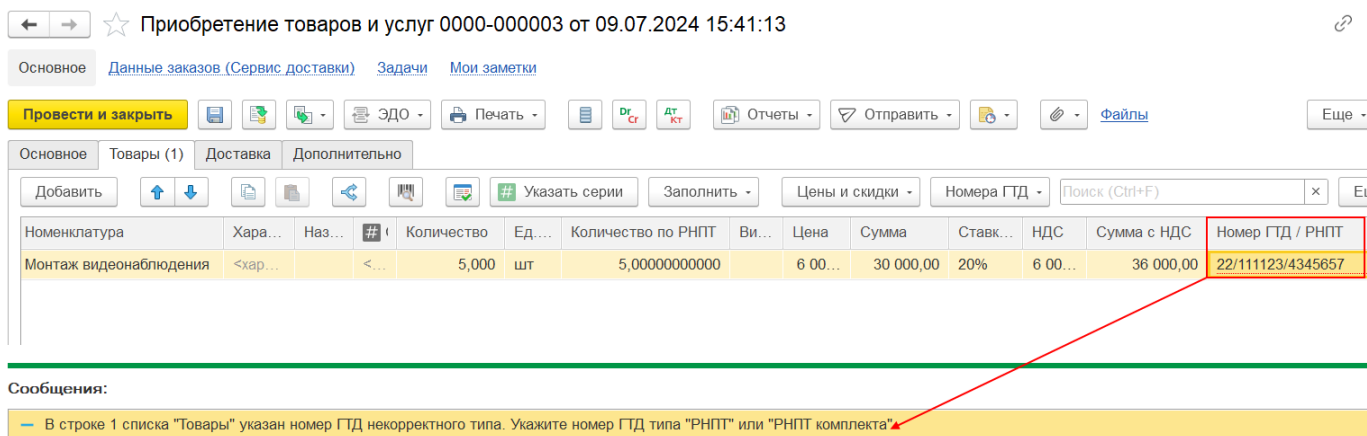 Приобретение товаров и услуг 0000-000003 от 09.07.2024 15:41:13
Основное Данные заказов (Сервис доставки) Задачи Мои заметки
Провести и закрыть ЭДО Печать Dr Cr Дт Кт Отчеты Отправить Файлы Еще
Основное Товары (1) Доставка Дополнительно
Добавить # Указать серии Заполнить Цены и скидки Номера ГТД Поиск (Ctrl+F) × Е
Номенклатура Хара... Наз... # Количество Ед.... Количество по РНПТ Ви... Цена Сумма Ставк... НДС Сумма с НДС Номер ГТД / РНПТ
Монтаж видеонаблюдения <хар <... 5,000 шт 5,00000000000 6 00... 30 000,00 20% 6 00... 36 000,00 22/111123/4345657
Сообщения:
– В строке 1 списка "Товары" указан номер ГТД некорректного типа. Укажите номер ГТД типа "РНПТ" или "РНПТ комплекта"